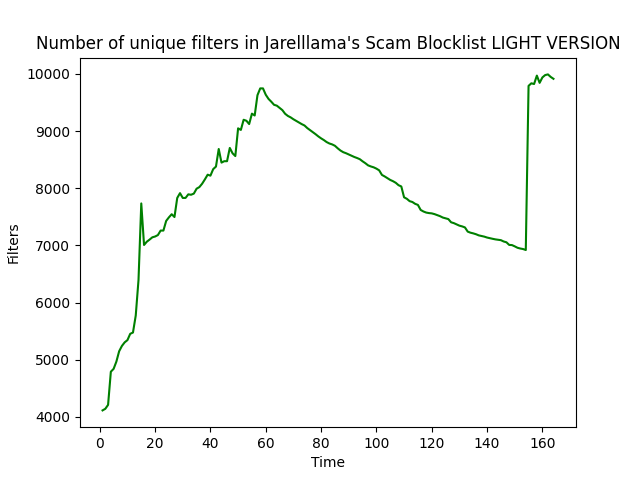 Number of unique filters in Jarelllama's Scam Blocklist LIGHT VERSION
10000
9000
8000
7000
6000
5000
4000
Filters
0 20 40 60 80 100 120 140 160
Time